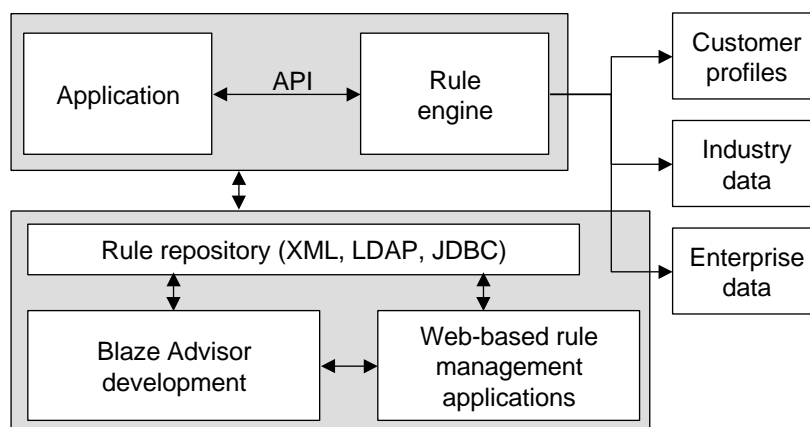 Application
API
Rule
engine
Customer
profiles
Industry
data
Enterprise
data
Rule repository (XML, LDAP, JDBC)
Blaze Advisor
development
Web-based rule
management
applications